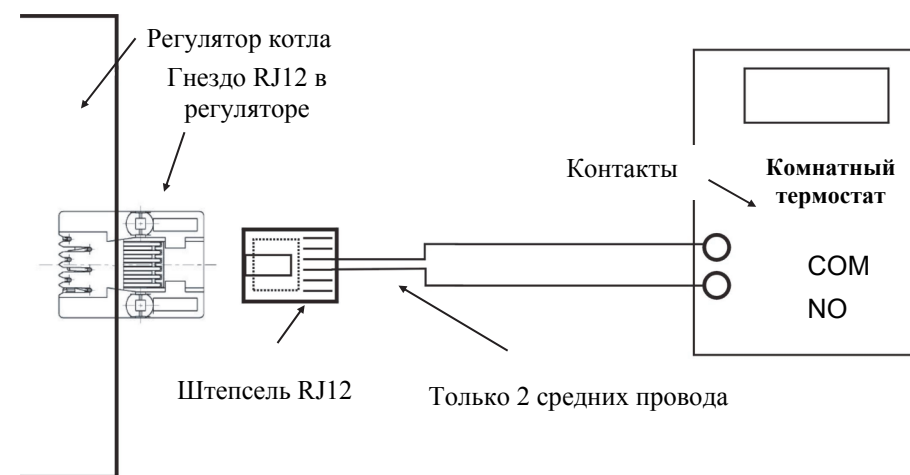 Регулятор котла
Гнездо RJ12 в
регуляторе
Контакты
Комнатный
термостат
COM
NO
Штепсель RJ12
Только 2 средних провода